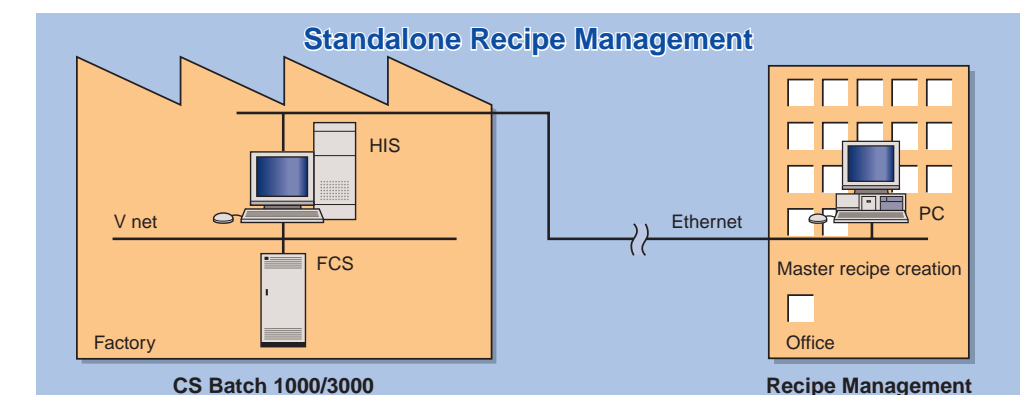 Standalone Recipe Management
HIS
V net
FCS
Factory
CS Batch 1000/3000
Ethernet
PC
Master recipe creation
Office
Recipe Management